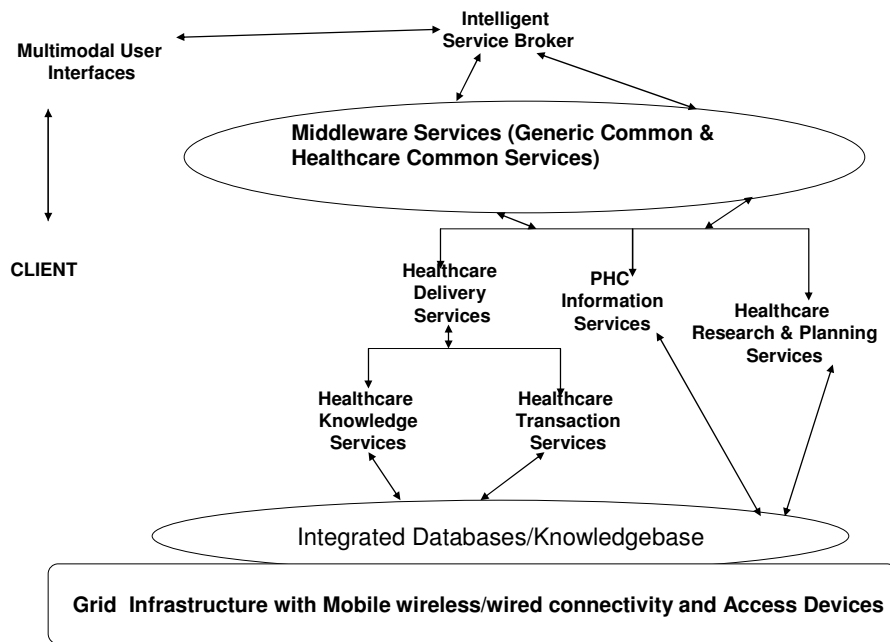 Intelligent
Service Broker
Multimodal User
Interfaces
Middleware Services (Generic Common &
Healthcare Common Services)
CLIENT
Healthcare
Delivery
Services
PHC
Information
Services
Healthcare
Research & Planning
Services
Healthcare
Knowledge
Services
Healthcare
Transaction
Services
Integrated Databases/Knowledgebase
Grid Infrastructure with Mobile wireless/wired connectivity and Access Devices